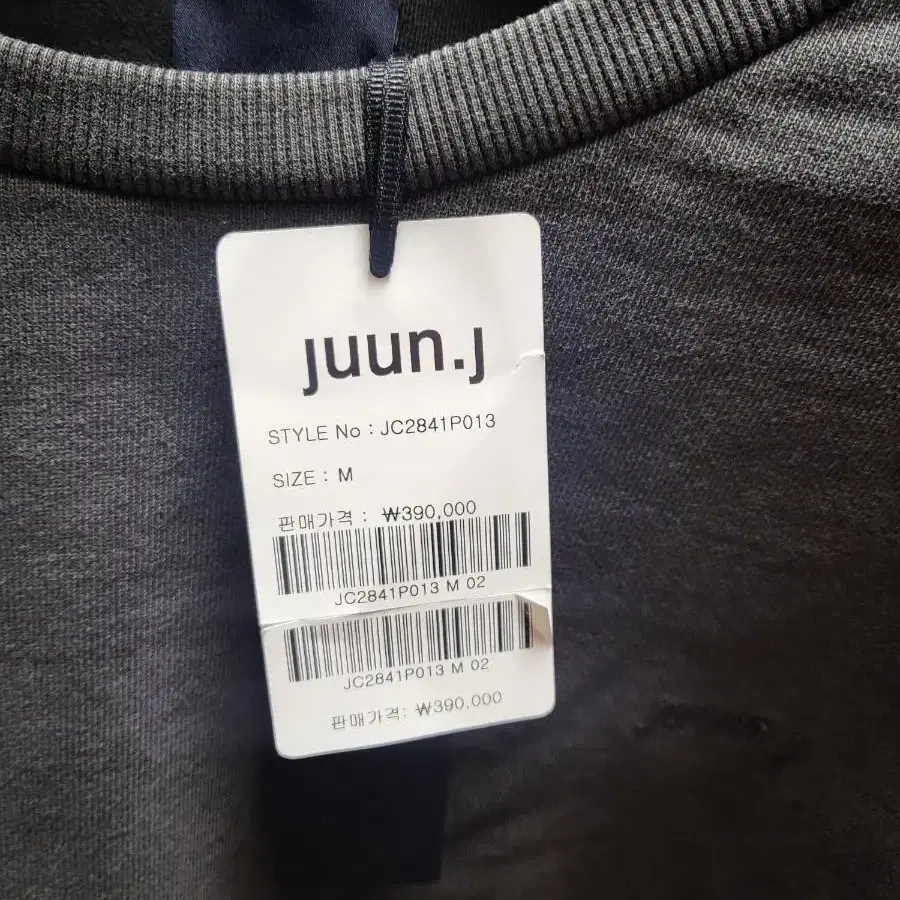 juun.j
STYLE No : JC2841P013
SIZE : M
판매가격 : ₩390,000
JC2841P013 M 02
JC2841P013 M 02
판매가격: ₩390,000